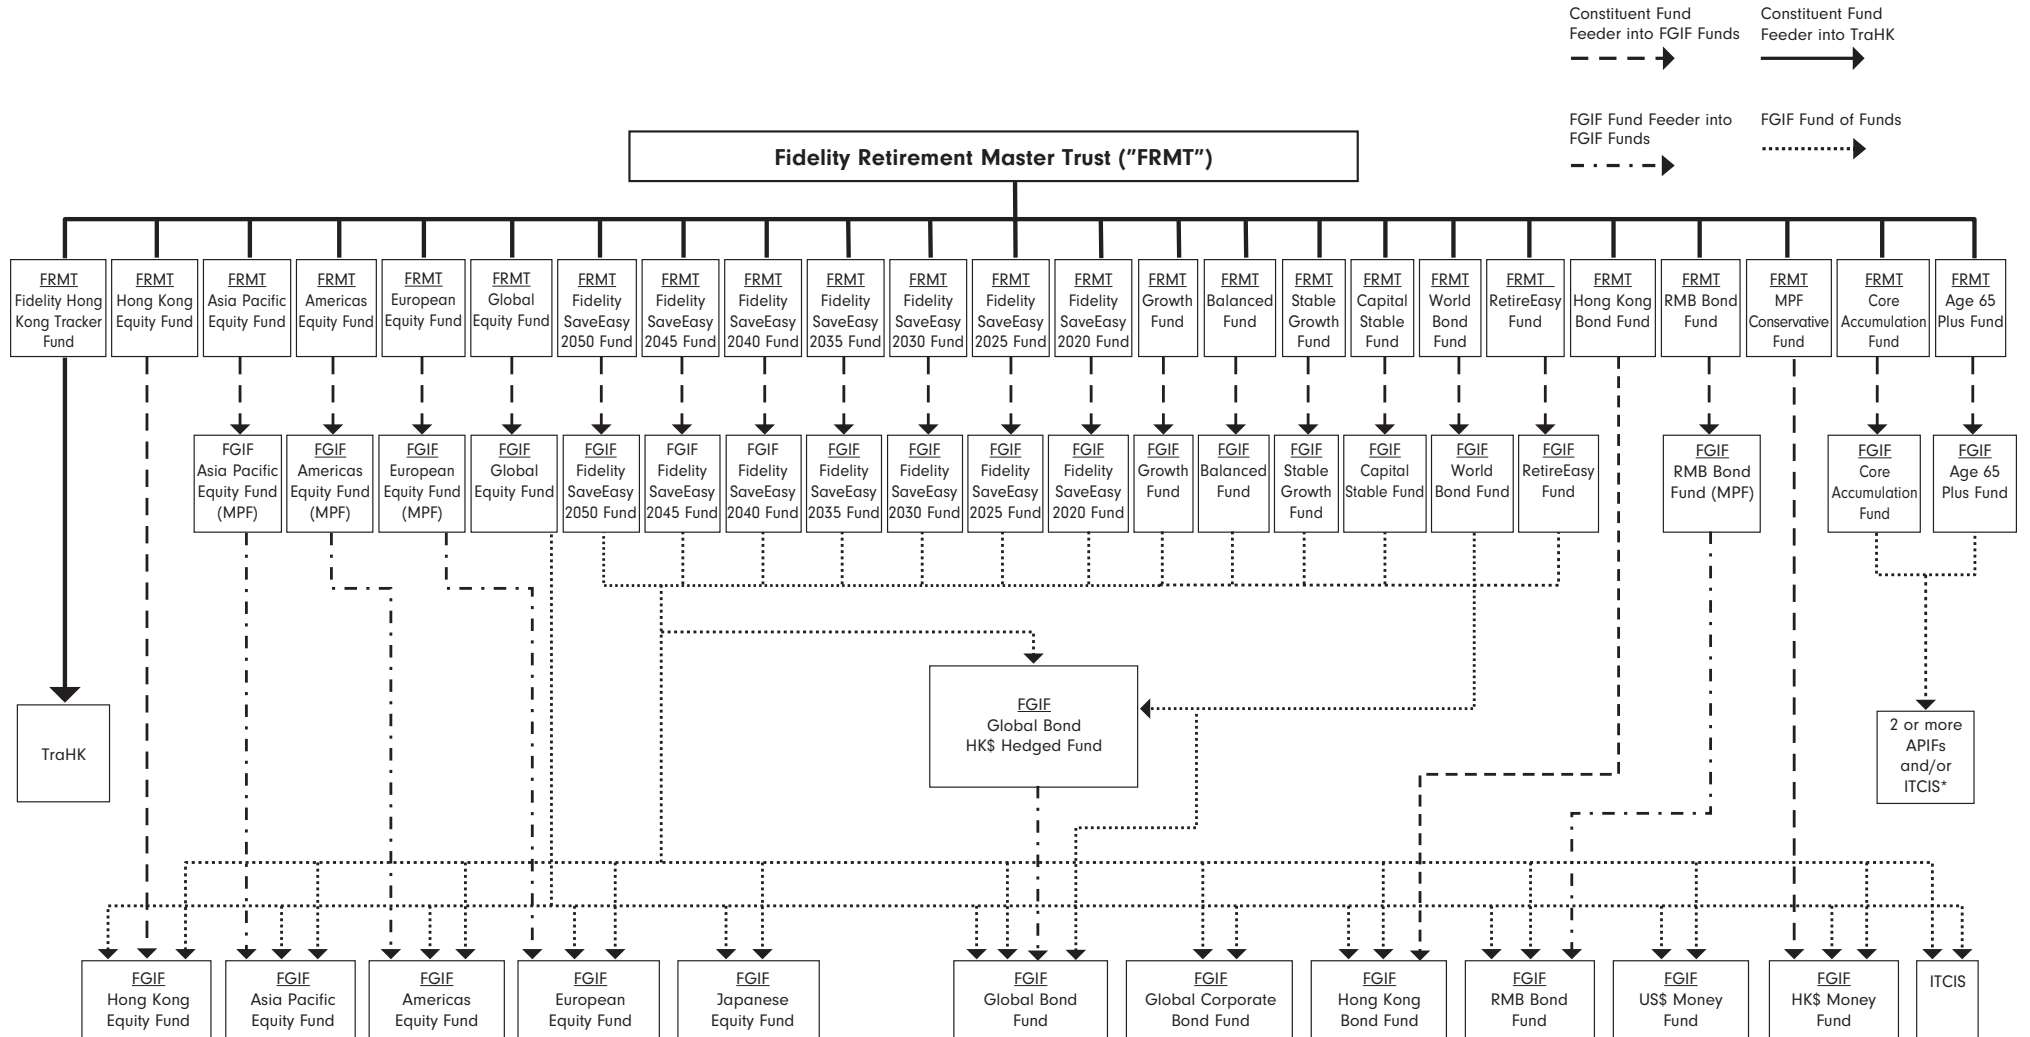 Constituent Fund
Feeder into FGIF Funds
Constituent Fund
Feeder into TraHK
FGIF Fund Feeder into
FGIF Funds
FGIF Fund of Funds
Fidelity Retirement Master Trust ("FRMT")
FRMT
Fidelity Hong
Kong Tracker
Fund
FRMT
Hong Kong
Equity Fund
FRMT
Asia Pacific
Equity Fund
FRMT
Americas
Equity Fund
FRMT
European
Equity Fund
FRMT
Global
Equity Fund
FRMT
Fidelity
SaveEasy
2050 Fund
FRMT
Fidelity
SaveEasy
2045 Fund
FRMT
Fidelity
SaveEasy
2040 Fund
FRMT
Fidelity
SaveEasy
2035 Fund
FRMT
Fidelity
SaveEasy
2030 Fund
FRMT
Fidelity
SaveEasy
2025 Fund
FRMT
Fidelity
SaveEasy
2020 Fund
FRMT
Growth
Fund
FRMT
Balanced
Fund
FRMT
Stable
Growth
Fund
FRMT
Capital
Stable
Fund
FRMT
World
Bond
Fund
FRMT
RetireEasy
Fund
FRMT
Hong Kong
Bond Fund
FRMT
RMB Bond
Fund
FRMT
MPF
Conservative
Fund
FRMT
Core
Accumulation
Fund
FRMT
Age 65
Plus Fund
FGIF
Asia Pacific
Equity Fund
(MPF)
FGIF
Americas
Equity Fund
(MPF)
FGIF
European
Equity Fund
(MPF)
FGIF
Global
Equity Fund
FGIF
Fidelity
SaveEasy
2050 Fund
FGIF
Fidelity
SaveEasy
2045 Fund
FGIF
Fidelity
SaveEasy
2040 Fund
FGIF
Fidelity
SaveEasy
2035 Fund
FGIF
Fidelity
SaveEasy
2030 Fund
FGIF
Fidelity
SaveEasy
2025 Fund
FGIF
Fidelity
SaveEasy
2020 Fund
FGIF
Growth
Fund
FGIF
Balanced
Fund
FGIF
Stable
Growth
Fund
FGIF
Capital
Stable Fund
FGIF
World
Bond Fund
FGIF
RetireEasy
Fund
FGIF
RMB Bond
Fund (MPF)
FGIF
Core
Accumulation
Fund
FGIF
Age 65
Plus Fund
TraHK
FGIF
Global Bond
HK$ Hedged Fund
2 or more
APIFs
and/or
ITCIS*
FGIF
Hong Kong
Equity Fund
FGIF
Asia Pacific
Equity Fund
FGIF
Americas
Equity Fund
FGIF
European
Equity Fund
FGIF
Japanese
Equity Fund
FGIF
Global Bond
Fund
FGIF
Global Corporate
Bond Fund
FGIF
Hong Kong
Bond Fund
FGIF
RMB Bond
Fund
FGIF
US$ Money
Fund
FGIF
HK$ Money
Fund
ITCIS